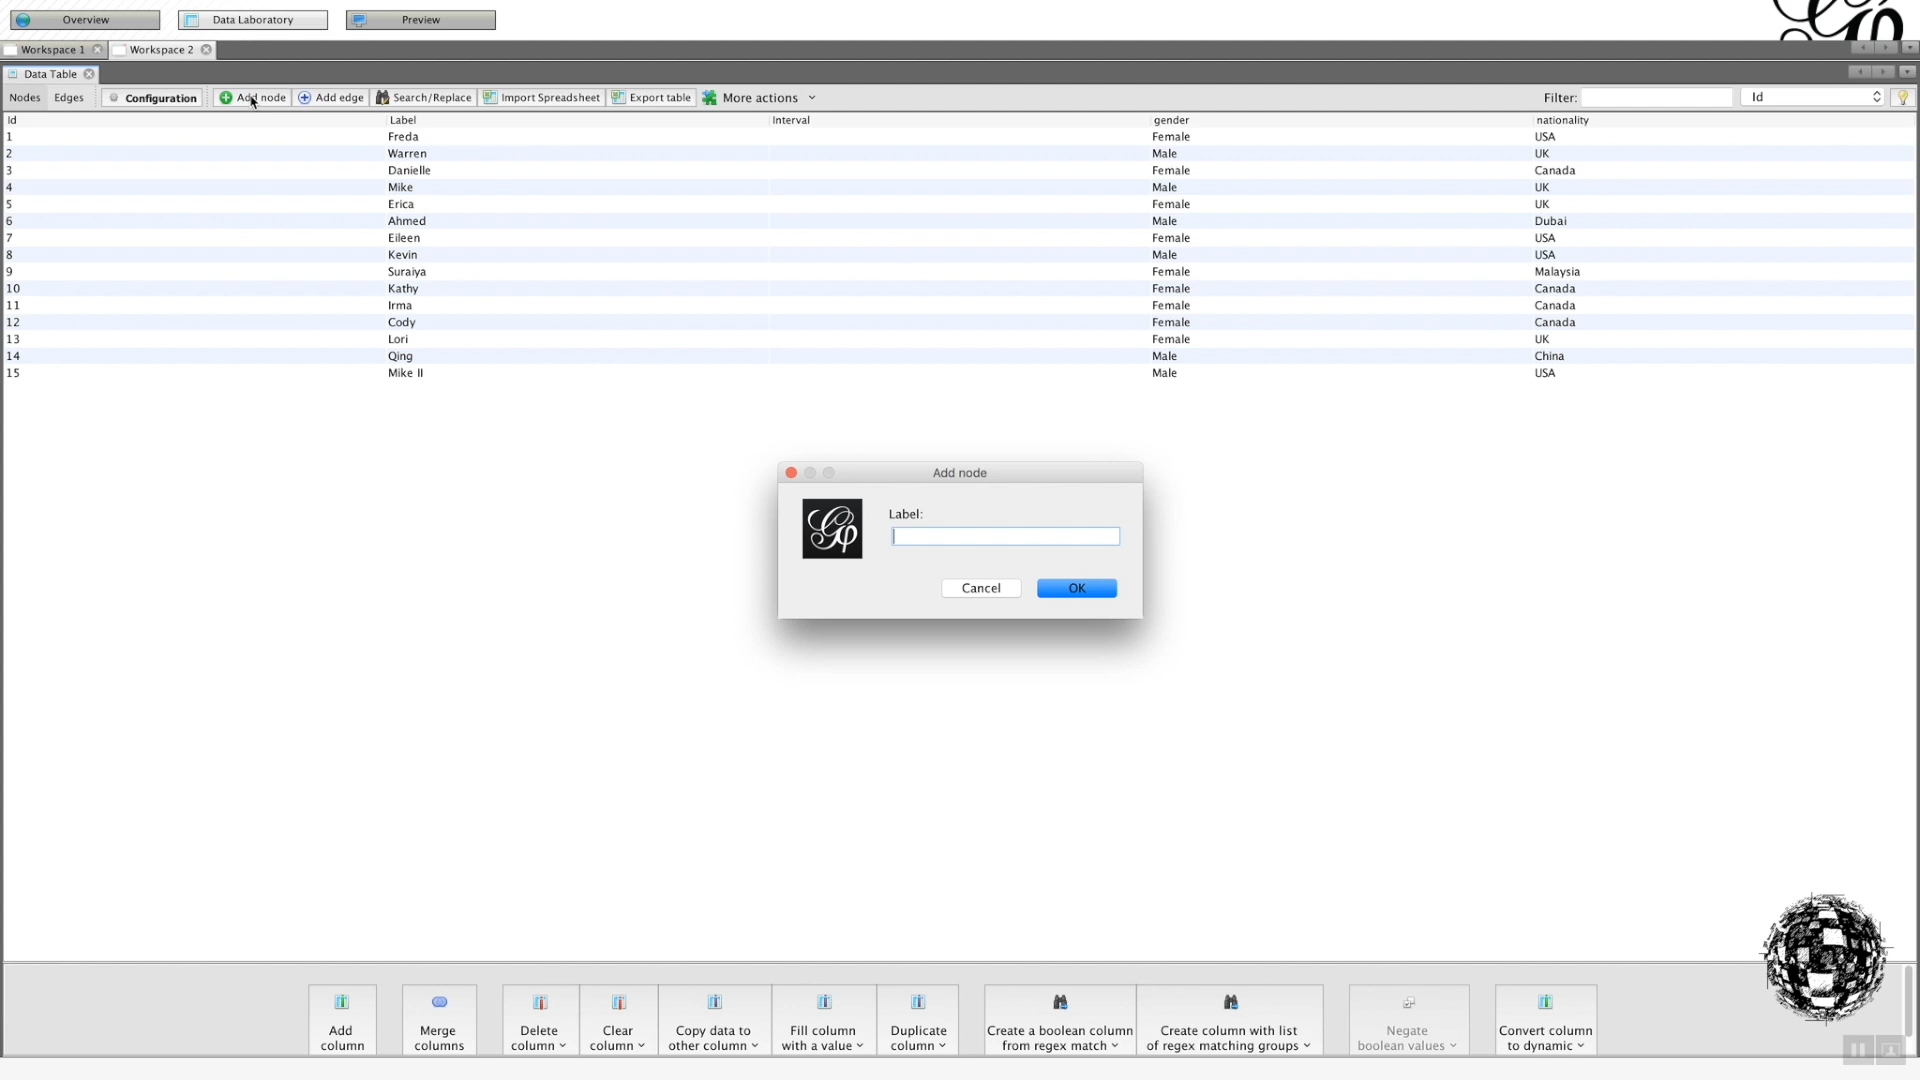 Overview Data Laboratory Preview
Workspace 1 Workspace 2
Data Table
Nodes Edges Configuration Add node Add edge Search/Replace Import Spreadsheet Export table More actions Filter: Id
Id Label Interval gender nationality
1 Freda Female USA
2 Warren Male UK
3 Danielle Female Canada
4 Mike Male UK
5 Erica Female UK
6 Ahmed Male Dubai
7 Eileen Female USA
8 Kevin Male USA
9 Suraiya Female Malaysia
10 Kathy Female Canada
11 Irma Female Canada
12 Cody Female Canada
13 Lori Female UK
14 Qing Male China
15 Mike II Male USA
Add node
Label:
Cancel OK
Add
column
Merge
columns
Delete
column
Clear
column
Copy data to
other column
Fill column
with a value
Duplicate
column
Create a boolean column
from regex match
Create column with list
of regex matching groups
Negate
boolean values
Convert column
to dynamic